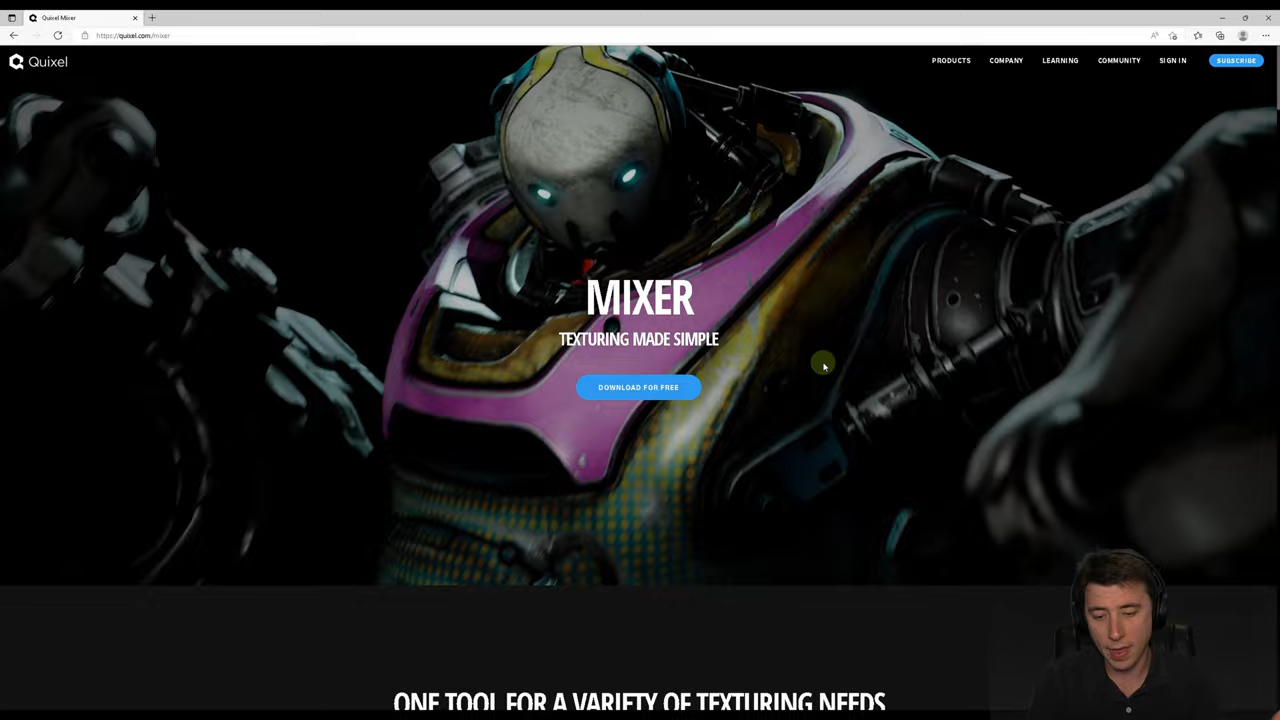 Quixel Mixer
https://quixel.com/mixer
Quixel
PRODUCTS COMPANY LEARNING COMMUNITY SIGN IN SUBSCRIBE
MIXER
TEXTURING MADE SIMPLE
DOWNLOAD FOR FREE
ONE TOOL FOR A VARIETY OF TEXTURING NEEDS